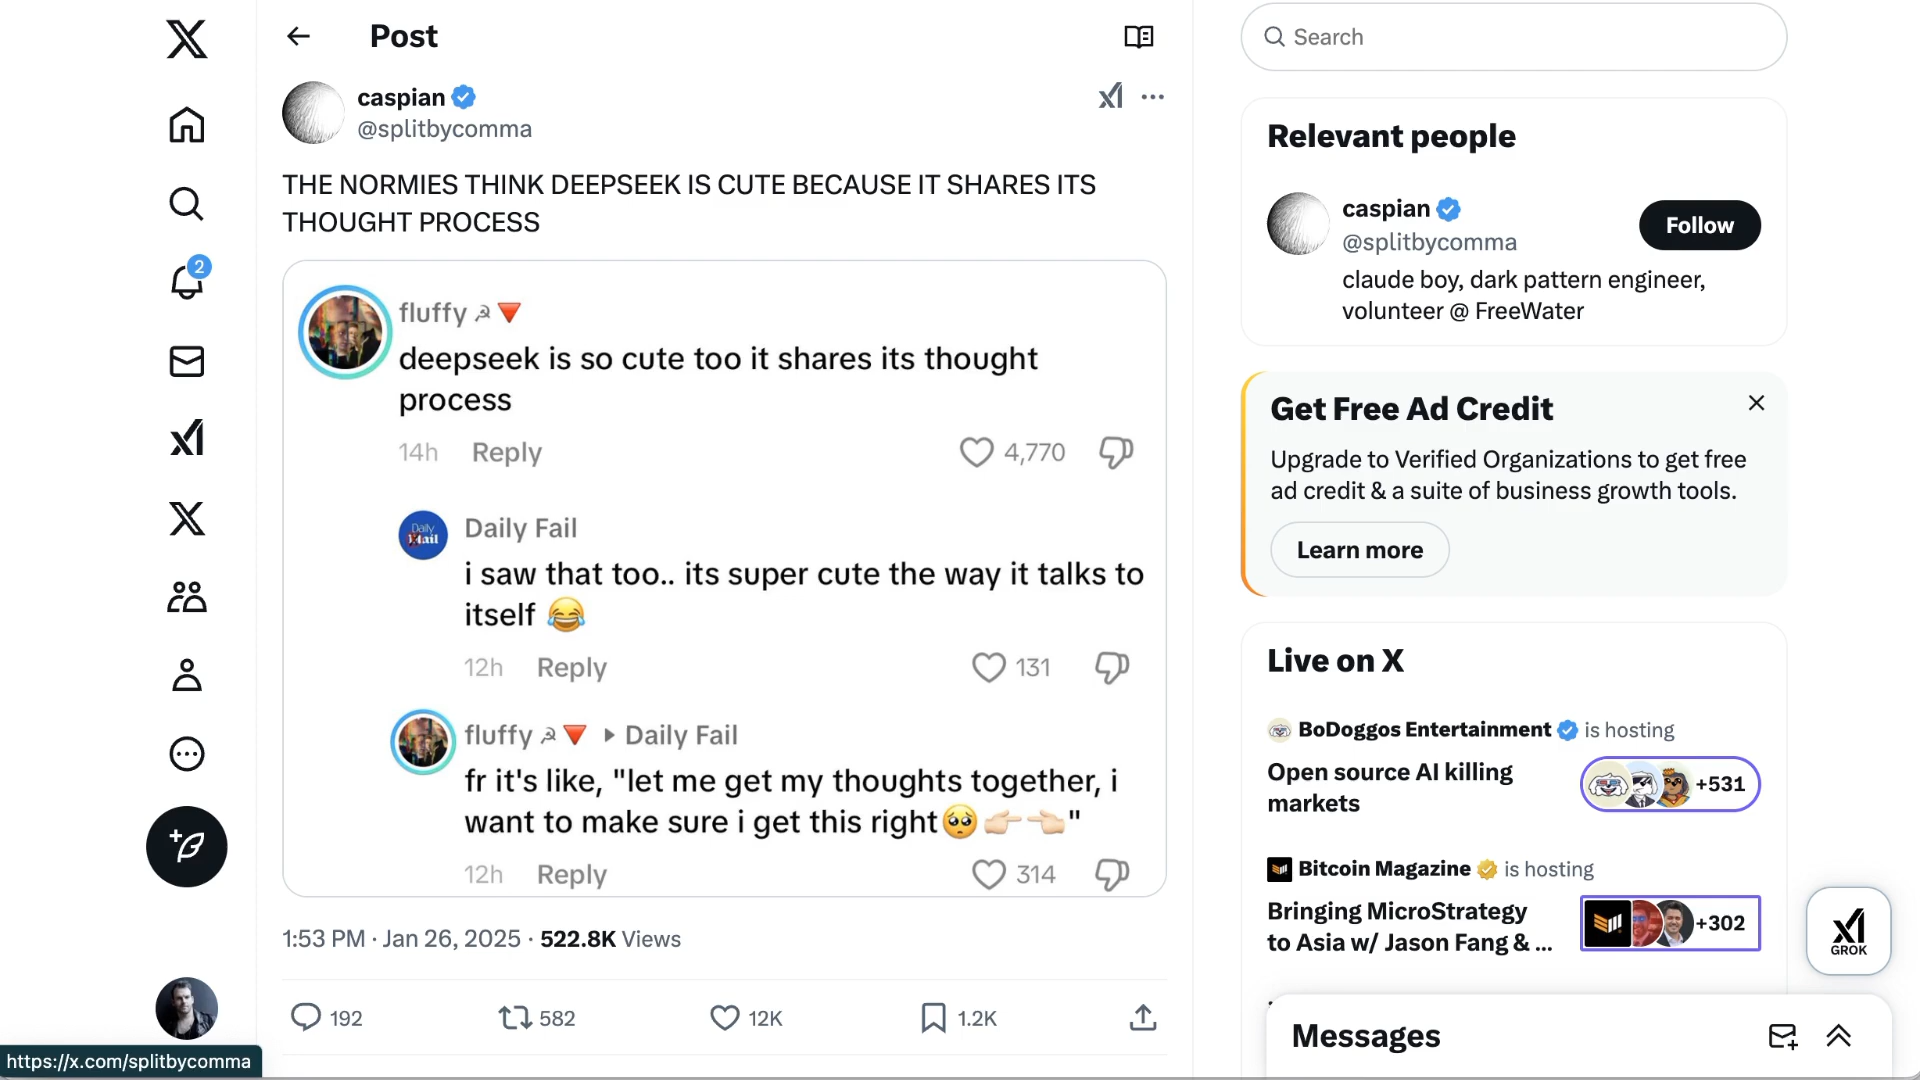 Post
caspian
@splitbycomma
THE NORMIES THINK DEEPSEEK IS CUTE BECAUSE IT SHARES ITS
THOUGHT PROCESS
fluffy ☭🔻
deepseek is so cute too it shares its thought
process
14h Reply 4,770
Daily Mail
Daily Fail
i saw that too.. its super cute the way it talks to
itself 😂
12h Reply 131
fluffy ☭🔻 ▸ Daily Fail
fr it's like, "let me get my thoughts together, i
want to make sure i get this right🥺👉🏻👈🏻"
12h Reply 314
1:53 PM · Jan 26, 2025 · 522.8K Views
192 582 12K 1.2K
2
https://x.com/splitbycomma
Search
Relevant people
caspian
@splitbycomma
Follow
claude boy, dark pattern engineer,
volunteer @ FreeWater
Get Free Ad Credit
Upgrade to Verified Organizations to get free
ad credit & a suite of business growth tools.
Learn more
Live on X
BoDoggos Entertainment is hosting
Open source AI killing
markets
+531
Bitcoin Magazine is hosting
Bringing MicroStrategy
to Asia w/ Jason Fang & ...
+302
GROK
Messages